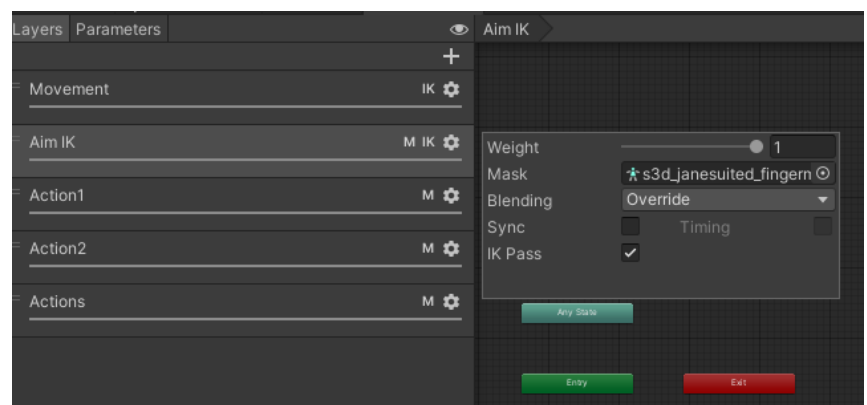 Layers Parameters
Aim IK
Movement IK
Aim IK M IK
Action1 M
Action2 M
Actions M
Weight 1
Mask s3d_janesuited_fingern
Blending Override
Sync Timing
IK Pass
Any State
Entry Exit